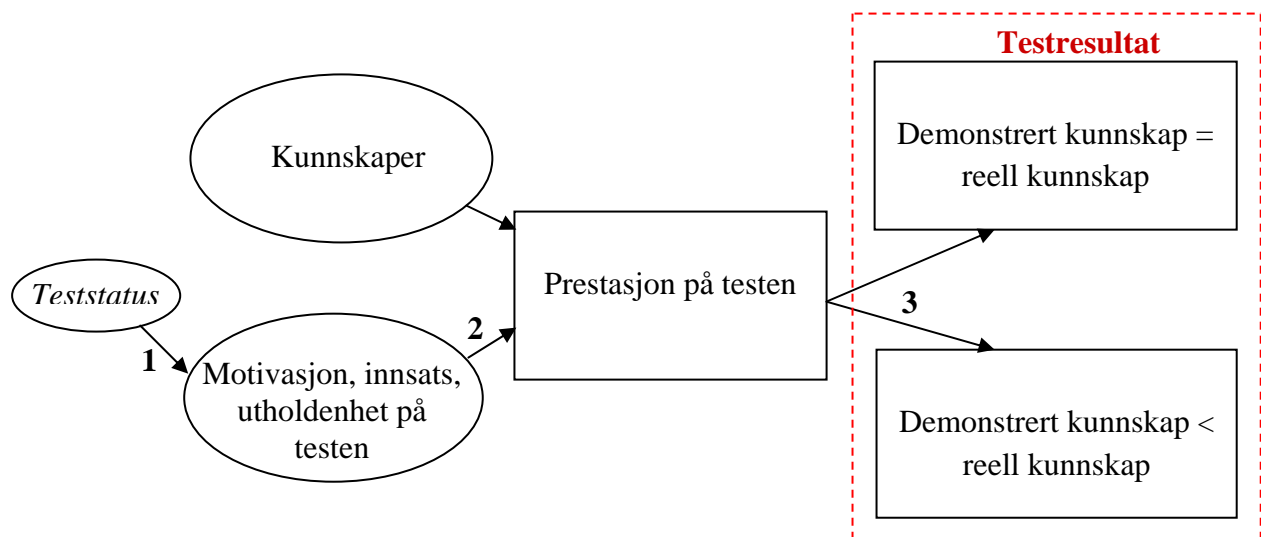 Testresultat
Demonstrert kunnskap =
reell kunnskap
Kunnskaper
Prestasjon på testen
Teststatus
1
2
3
Motivasjon, innsats,
utholdenhet på
testen
Demonstrert kunnskap <
reell kunnskap